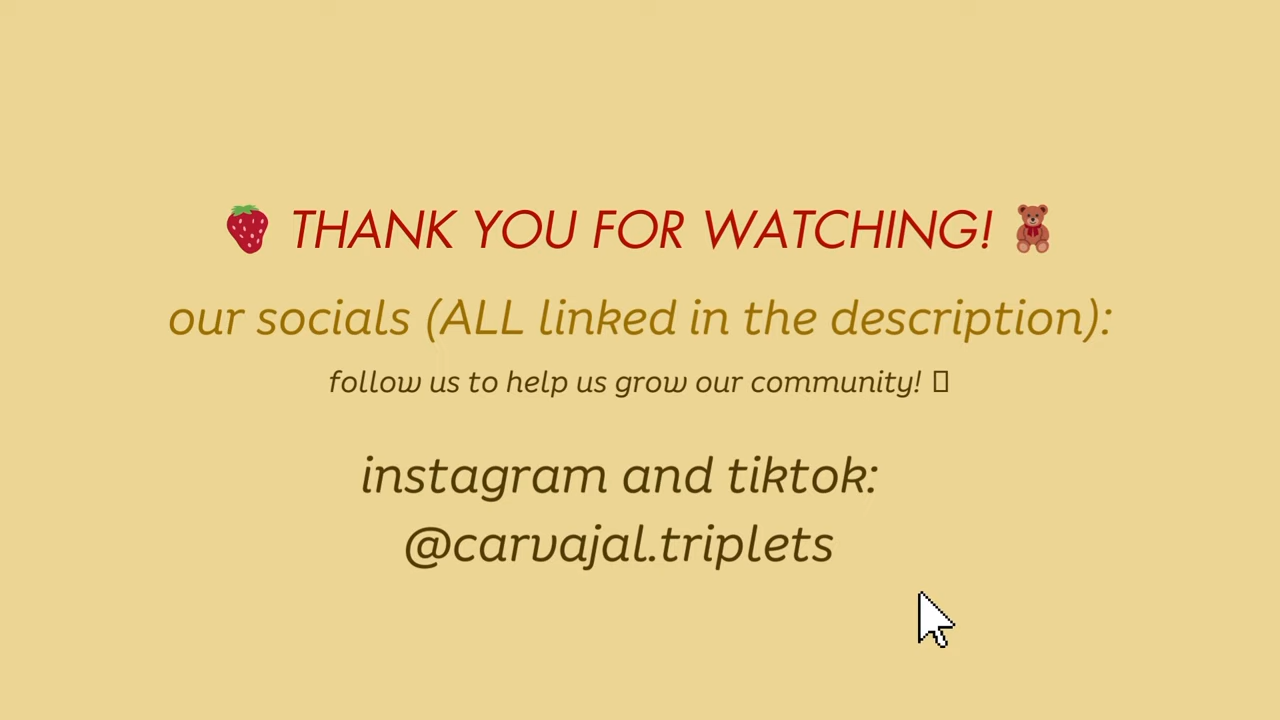 🍓 THANK YOU FOR WATCHING! 🧸
our socials (ALL linked in the description):
follow us to help us grow our community! 
instagram and tiktok:
@carvajal.triplets